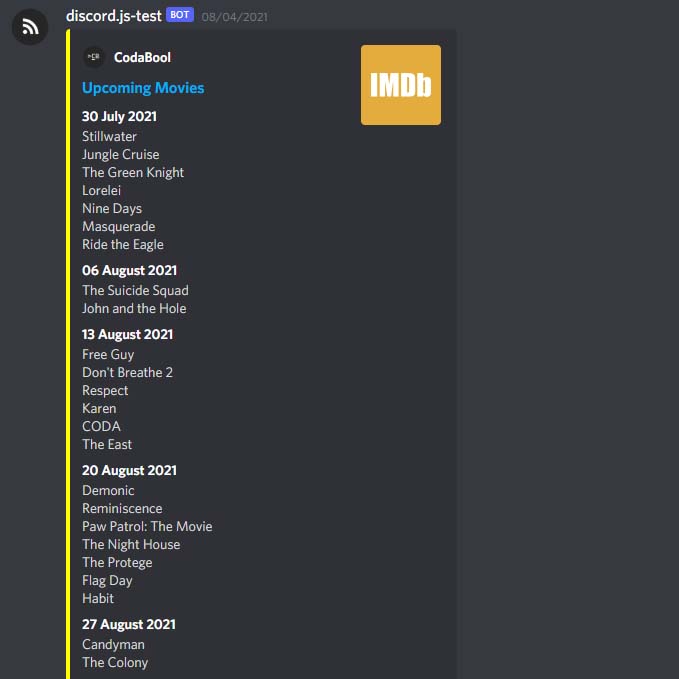 discord.js-test BOT 08/04/2021
CodaBool
IMDb
Upcoming Movies
30 July 2021
Stillwater
Jungle Cruise
The Green Knight
Lorelei
Nine Days
Masquerade
Ride the Eagle
06 August 2021
The Suicide Squad
John and the Hole
13 August 2021
Free Guy
Don't Breathe 2
Respect
Karen
CODA
The East
20 August 2021
Demonic
Reminiscence
Paw Patrol: The Movie
The Night House
The Protege
Flag Day
Habit
27 August 2021
Candyman
The Colony